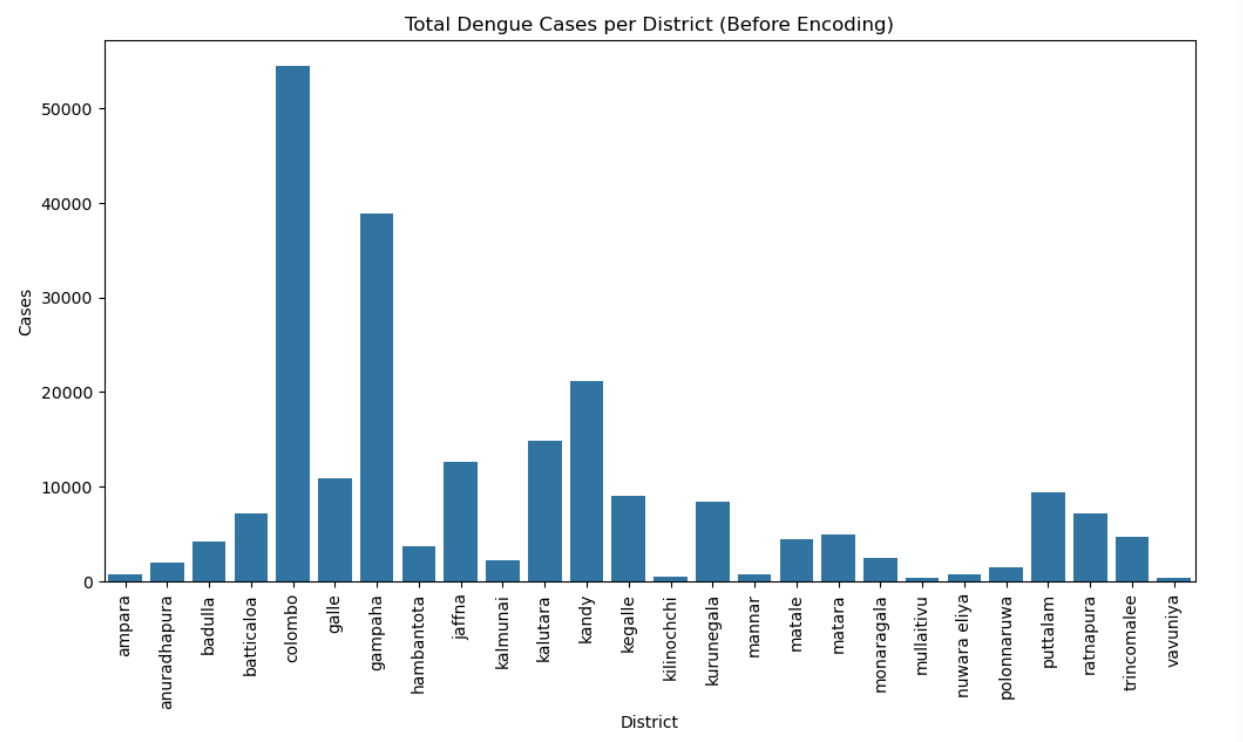 Total Dengue Cases per District (Before Encoding)
Cases
50000
40000
30000
20000
10000
0
ampara
anuradhapura
badulla
batticaloa
colombo
galle
gampaha
hambantota
jaffna
kalmunai
kalutara
kandy
kegalle
kilinochchi
kurunegala
mannar
matale
matara
monaragala
mullaitivu
nuwara eliya
polonnaruwa
puttalam
ratnapura
trincomalee
vavuniya
District